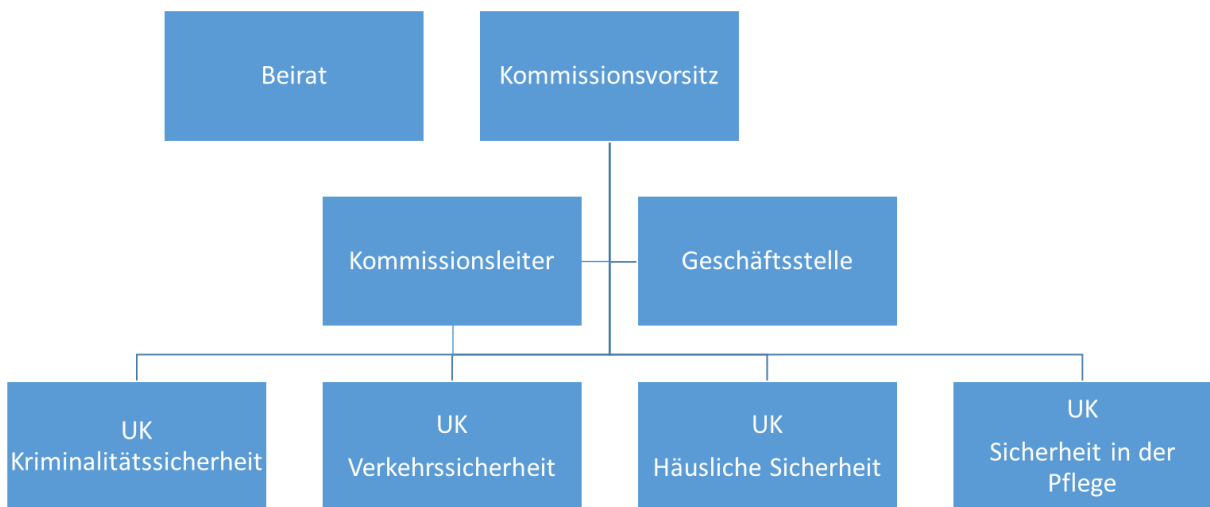 Beirat
Kommissionsvorsitz
Kommissionsleiter
Geschäftsstelle
UK
Kriminalitätssicherheit
UK
Verkehrssicherheit
UK
Häusliche Sicherheit
UK
Sicherheit in der
Pflege